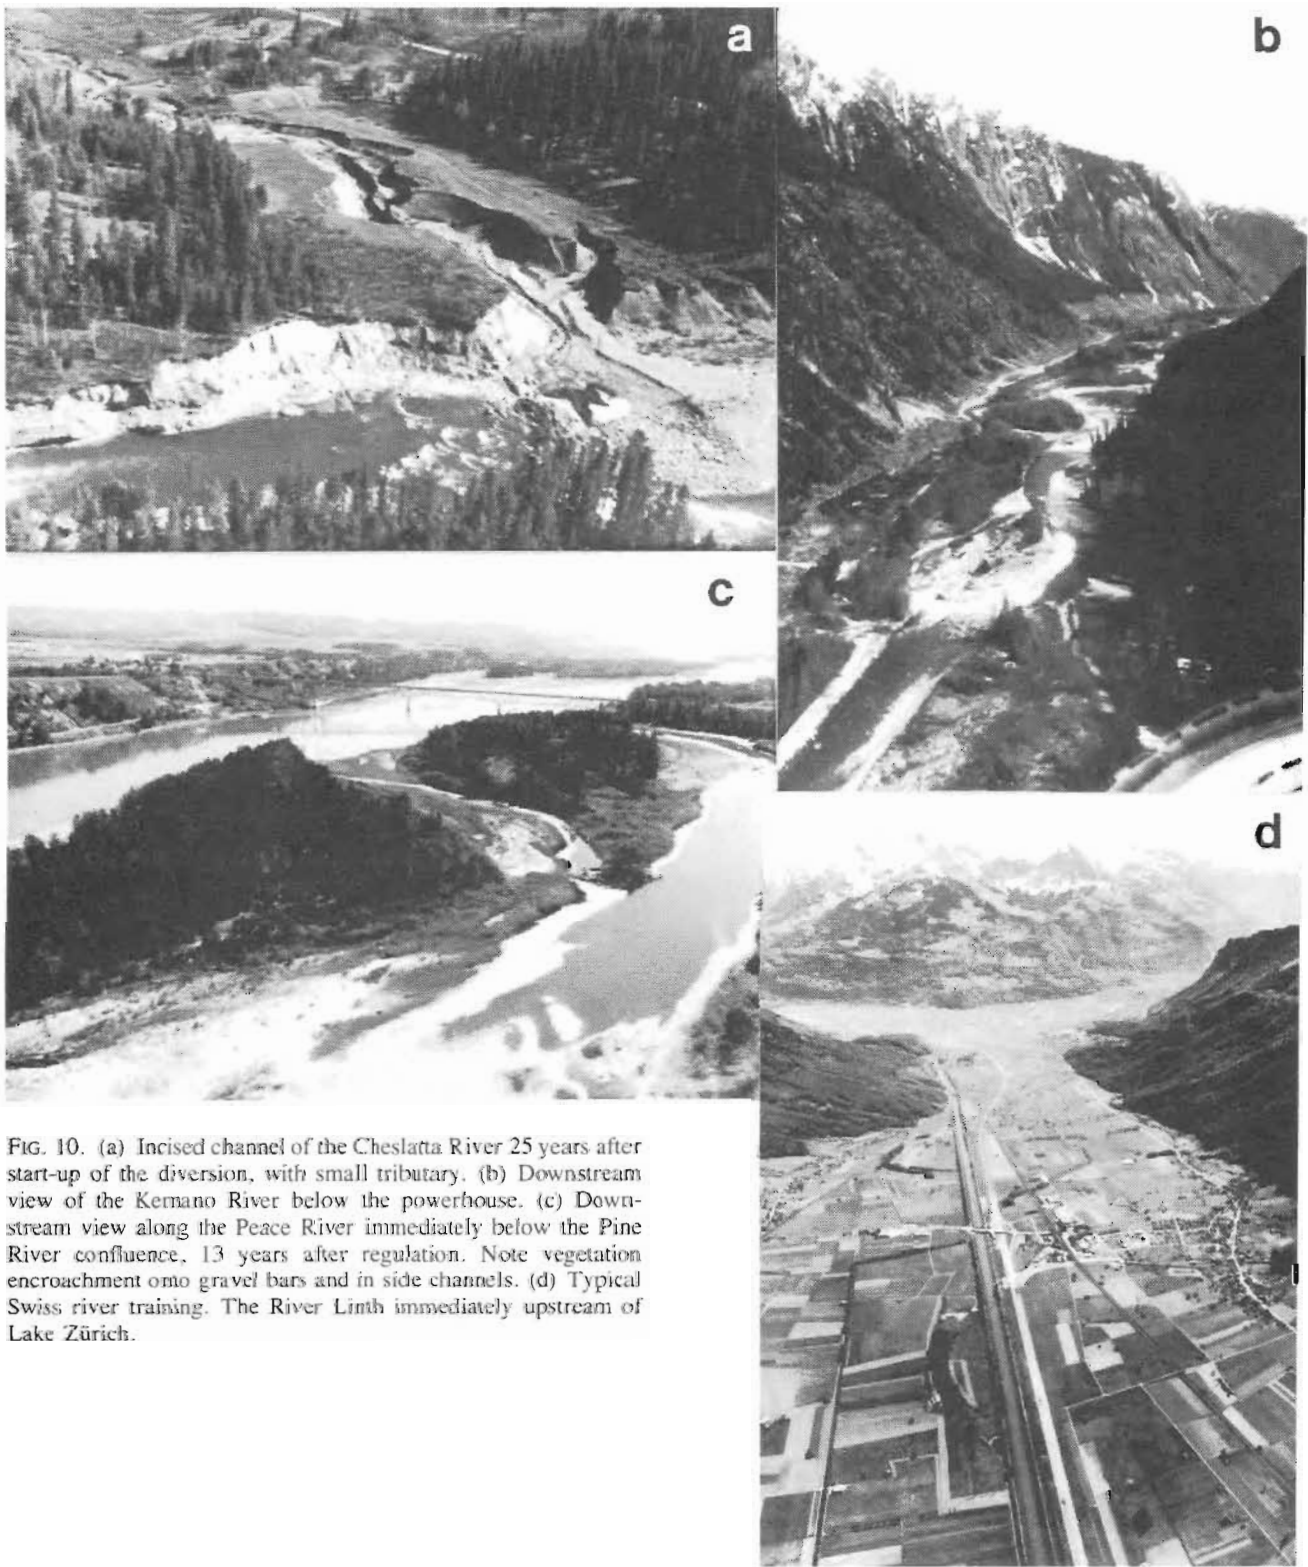 a
b
c
d
FIG. 10. (a) Incised channel of the Cheslatta River 25 years after
start-up of the diversion, with small tributary. (b) Downstream
view of the Kemano River below the powerhouse. (c) Down-
stream view along the Peace River immediately below the Pine
River confluence, 13 years after regulation. Note vegetation
encroachment onto gravel bars and in side channels. (d) Typical
Swiss river training. The River Linth immediately upstream of
Lake Zürich.